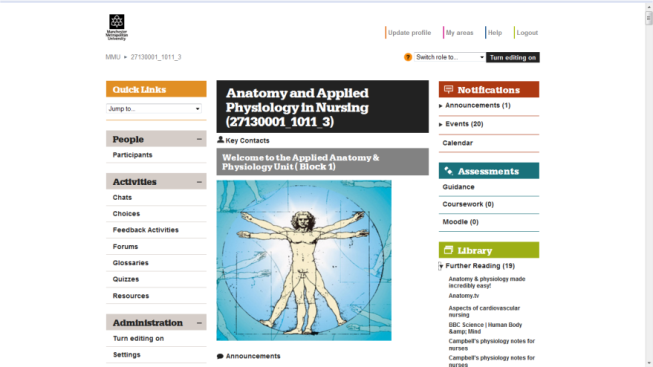 Manchester
Metropolitan
University
Update profile
My areas
Help
Logout
MMU ► 27130001_1011_3
? Switch role to...
Turn editing on
Quick Links
Jump to...
People
Participants
Activities
Chats
Choices
Feedback Activities
Forums
Glossaries
Quizzes
Resources
Administration
Turn editing on
Settings
Anatomy and Applied
Physiology in Nursing
(27130001_1011_3)
Key Contacts
Welcome to the Applied Anatomy &
Physiology Unit ( Block 1)
Announcements
Notifications
Announcements (1)
Events (20)
Calendar
Assessments
Guidance
Coursework (0)
Moodle (0)
Library
Further Reading (19)
Anatomy & physiology made
incredibly easy!
Anatomy.tv
Aspects of cardiovascular
nursing
BBC Science | Human Body
&amp; Mind
Campbell's physiology notes for
nurses
Campbell's physiology notes for
nurses